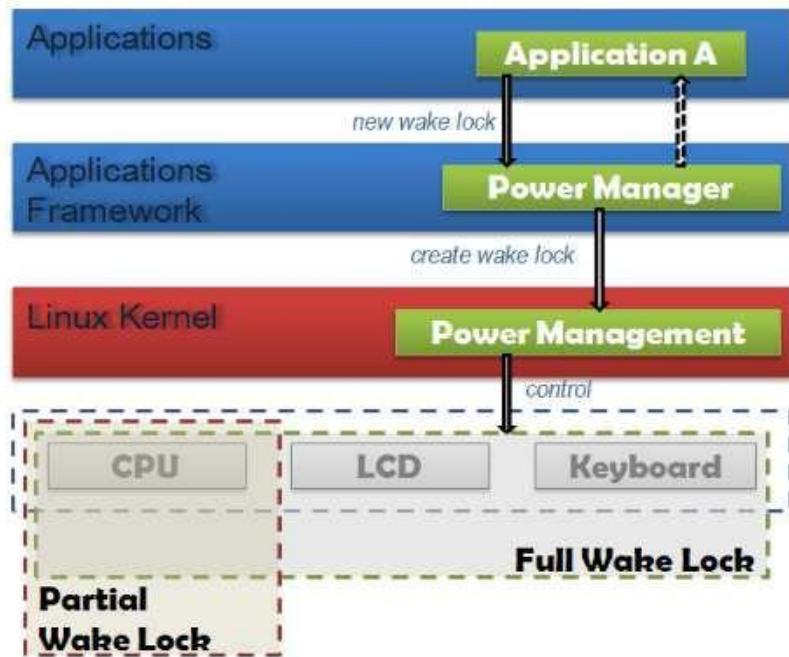 Applications
Application A
new wake lock
Applications
Framework
Power Manager
create wake lock
Linux Kernel
Power Management
control
CPU
LCD
Keyboard
Full Wake Lock
Partial
Wake Lock